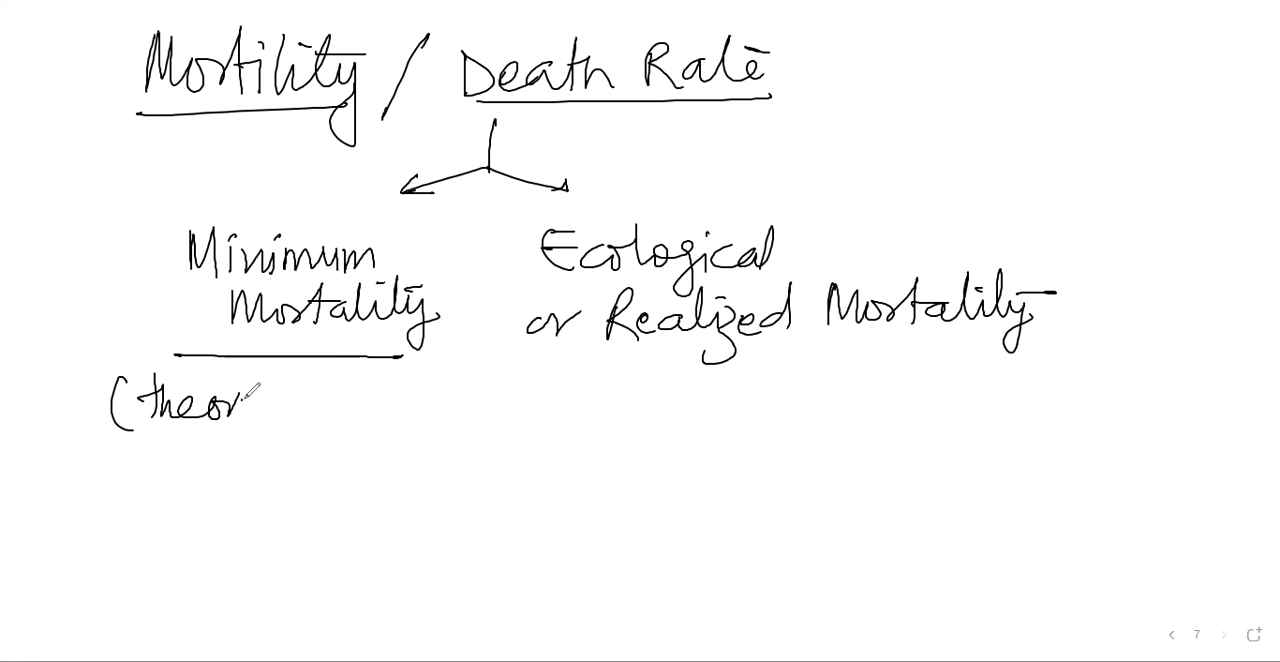 Mortility / Death Rate
Minimum
Mortality
Ecological
or Realized Mortality
(theor
7